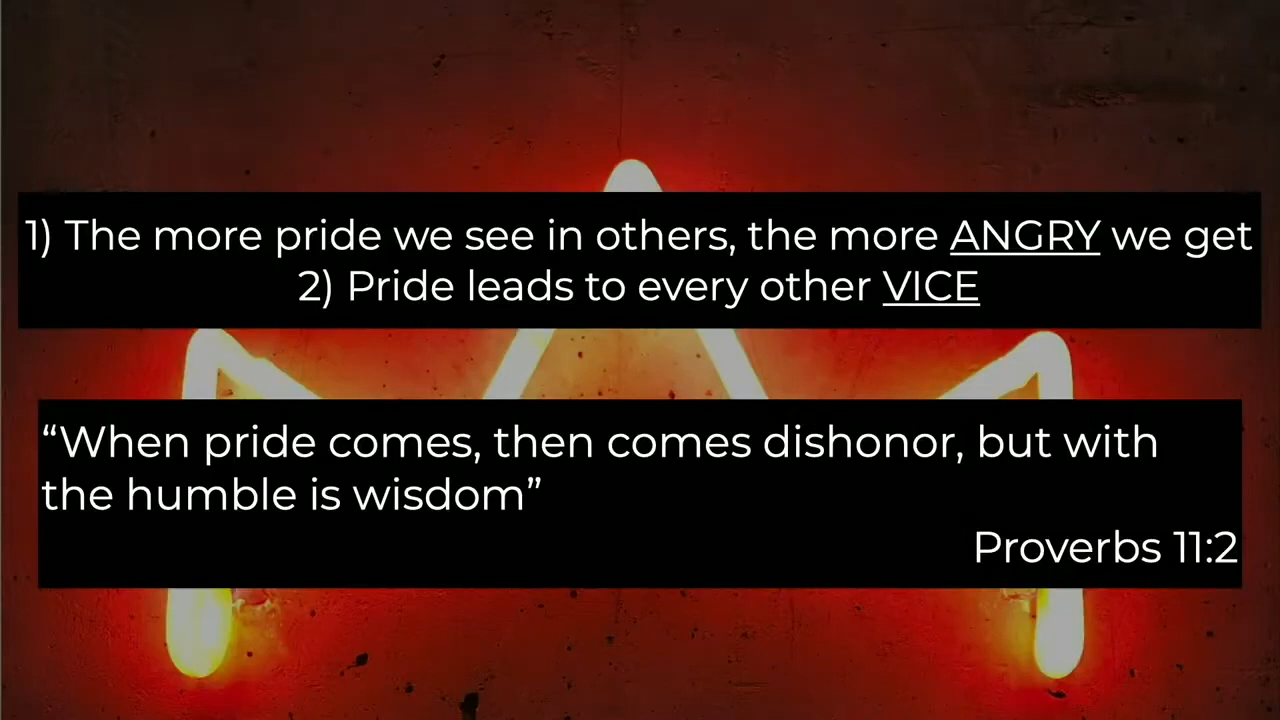 1) The more pride we see in others, the more ANGRY we get
2) Pride leads to every other VICE
“When pride comes, then comes dishonor, but with
the humble is wisdom”
Proverbs 11:2